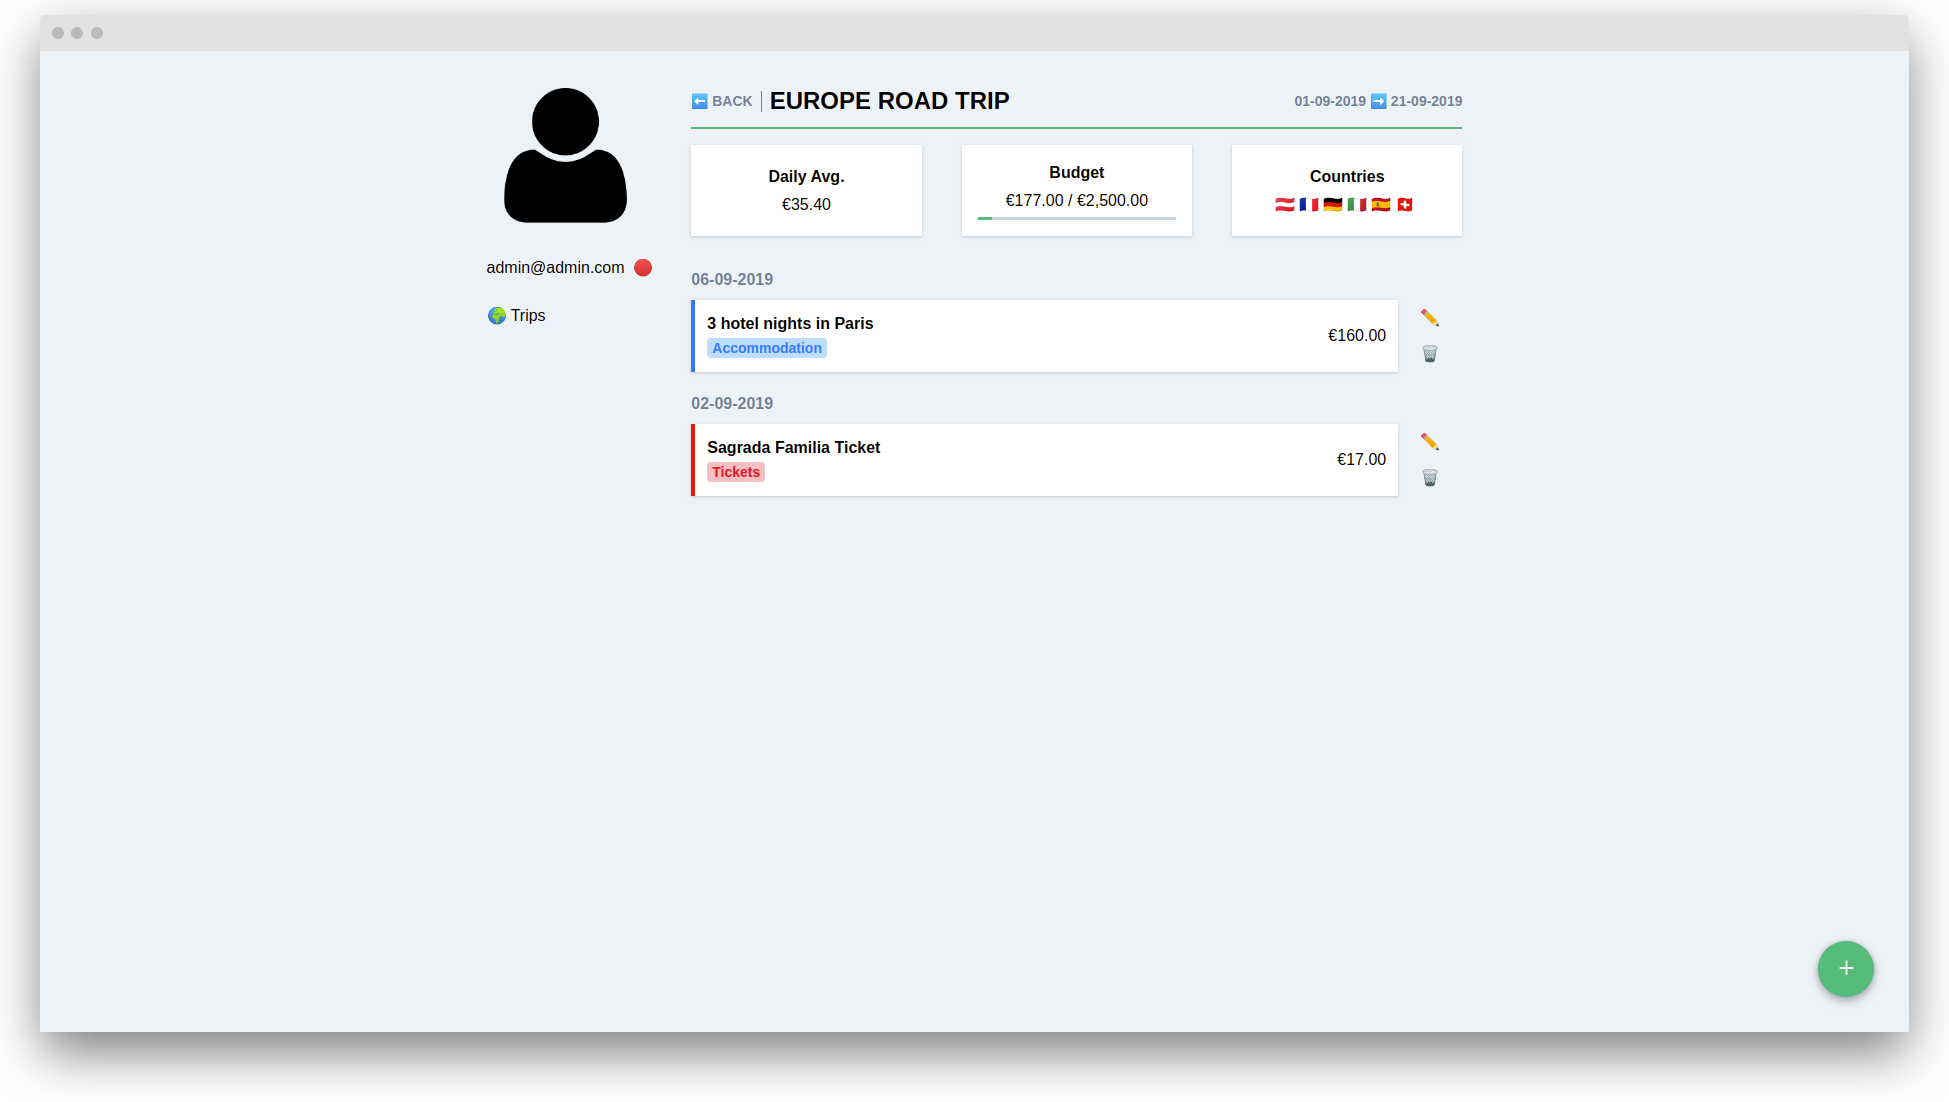 BACK | EUROPE ROAD TRIP
01-09-2019 ➡️ 21-09-2019
Daily Avg.
€35.40
Budget
€177.00 / €2,500.00
Countries
admin@admin.com
Trips
06-09-2019
3 hotel nights in Paris
Accommodation
€160.00
02-09-2019
Sagrada Familia Ticket
Tickets
€17.00
+